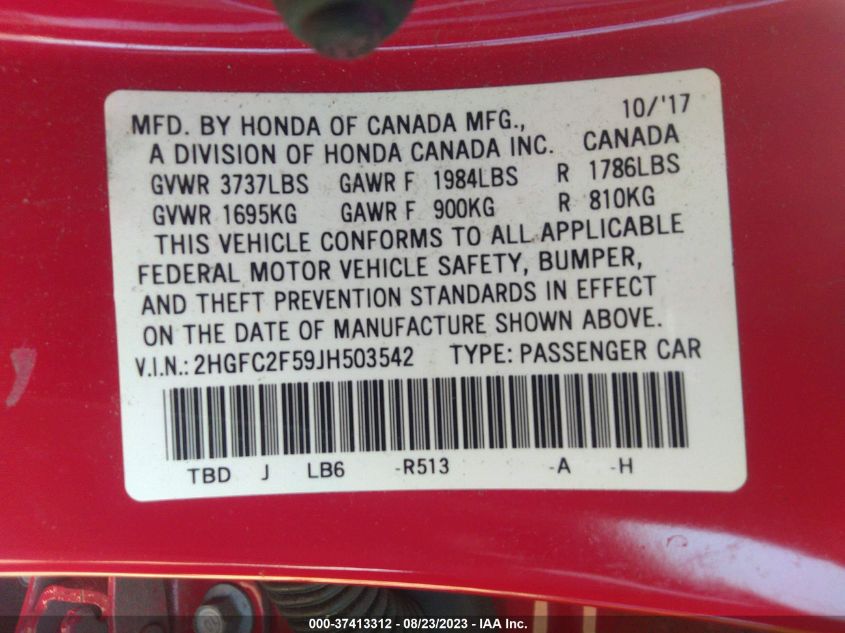 MFD. BY HONDA OF CANADA MFG., 10/'17
A DIVISION OF HONDA CANADA INC. CANADA
GVWR 3737LBS GAWR F 1984LBS R 1786LBS
GVWR 1695KG GAWR F 900KG R 810KG
THIS VEHICLE CONFORMS TO ALL APPLICABLE
FEDERAL MOTOR VEHICLE SAFETY, BUMPER,
AND THEFT PREVENTION STANDARDS IN EFFECT
ON THE DATE OF MANUFACTURE SHOWN ABOVE.
V.I.N.: 2HGFC2F59JH503542 TYPE: PASSENGER CAR
TBD J LB6 -R513 -A -H
000-37413312 - 08/23/2023 - IAA Inc.